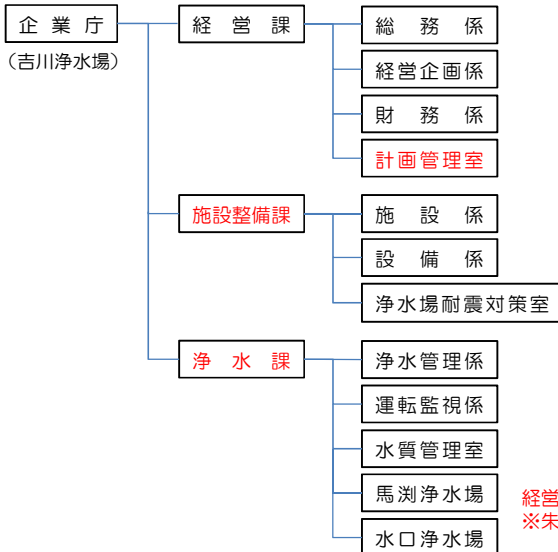 企業庁
(吉川浄水場)
経営課
総務係
経営企画係
財務係
計画管理室
施設整備課
施設係
設備係
浄水場耐震対策室
浄水課
浄水管理係
運転監視係
水質管理室
馬渕浄水場
水口浄水場
経営
※朱